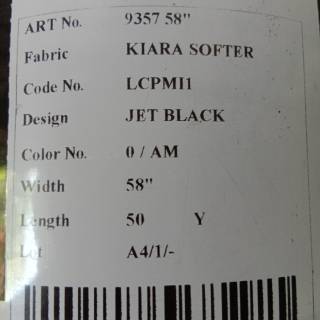 ART No. 9357 58"
Fabric KIARA SOFTER
Code No. LCPMI1
Design JET BLACK
Color No. 0 / AM
Width 58"
Length 50 Y
Lot A4/1/-